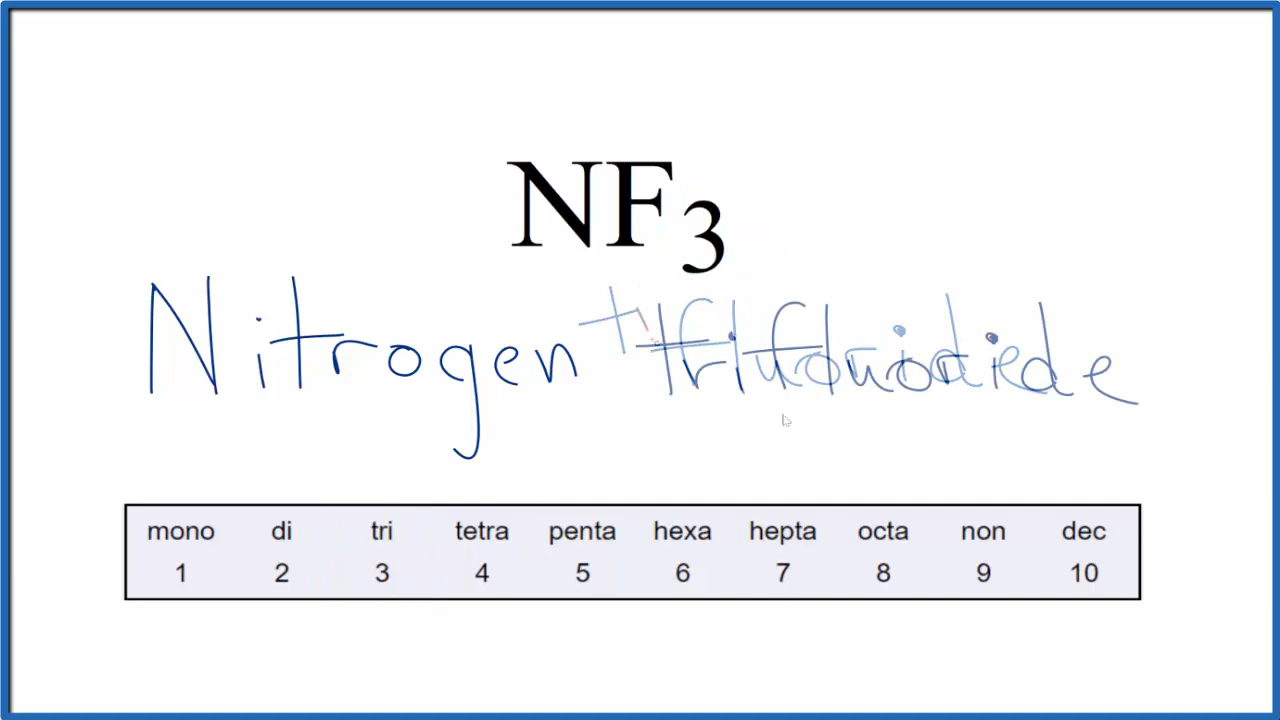 NF3
Nitrogen
mono di tri tetra penta hexa hepta octa non dec
1 2 3 4 5 6 7 8 9 10